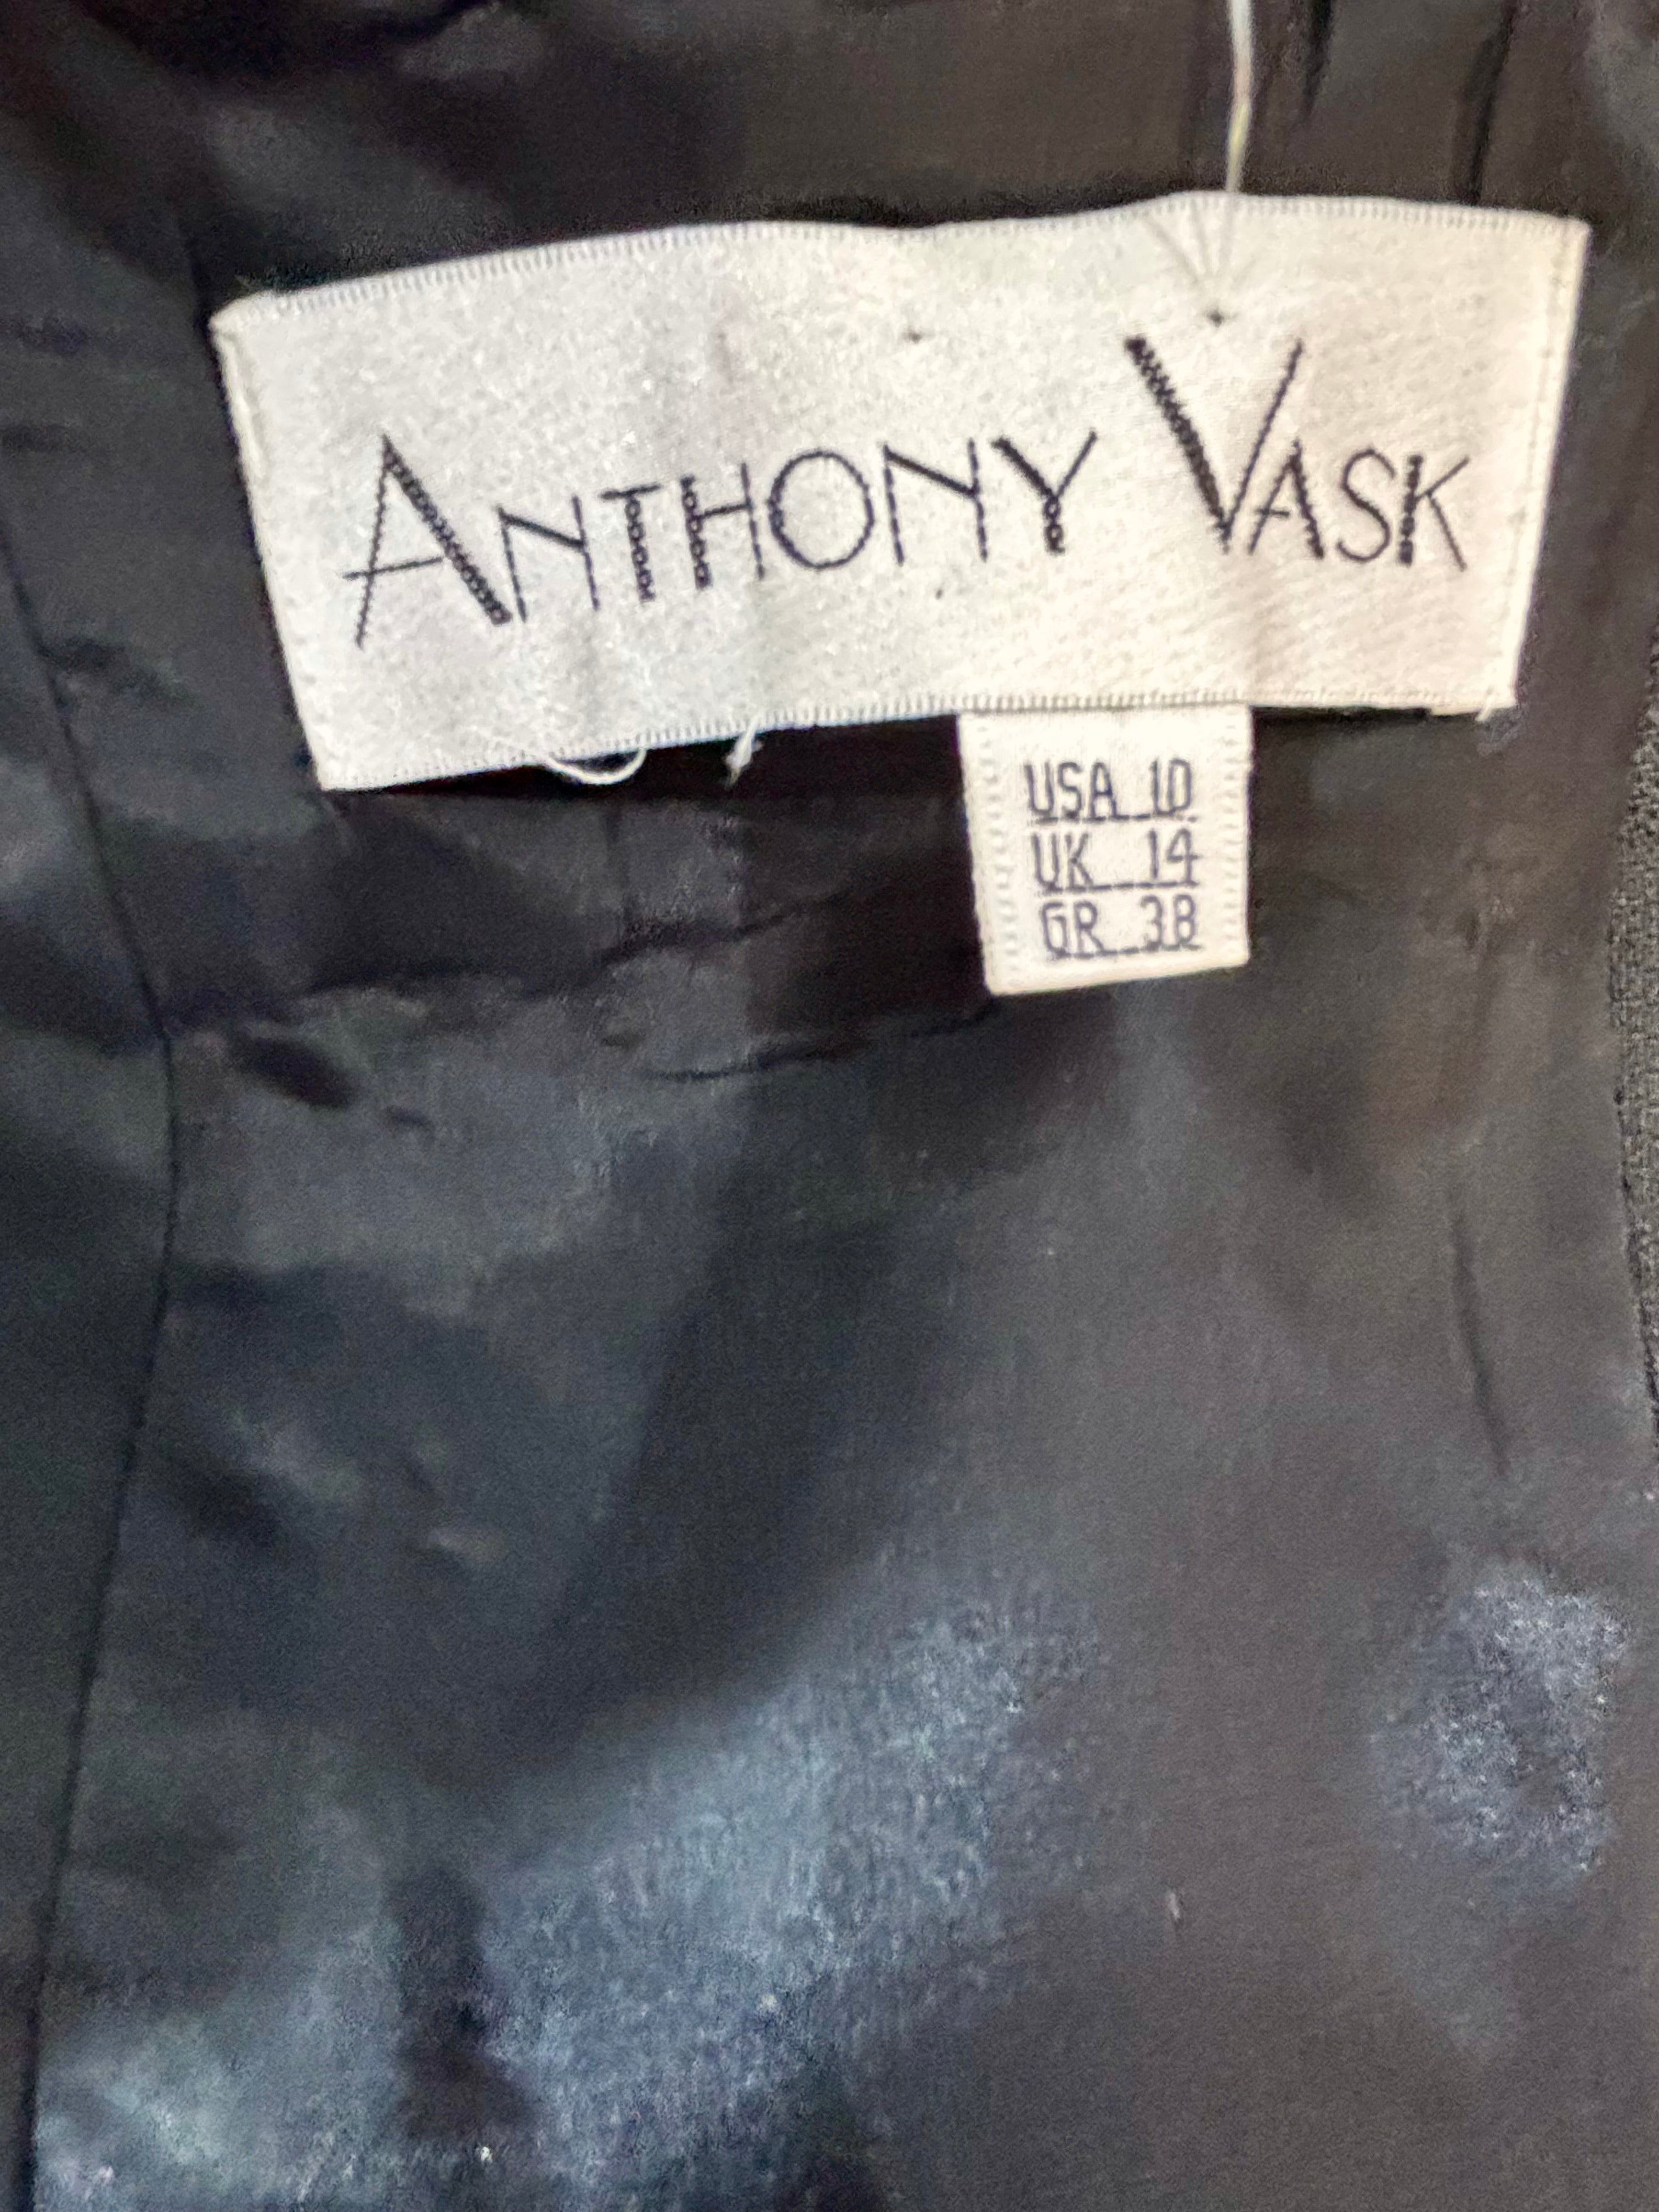 ANTHONY VASK
USA 10
UK 14
GR 38